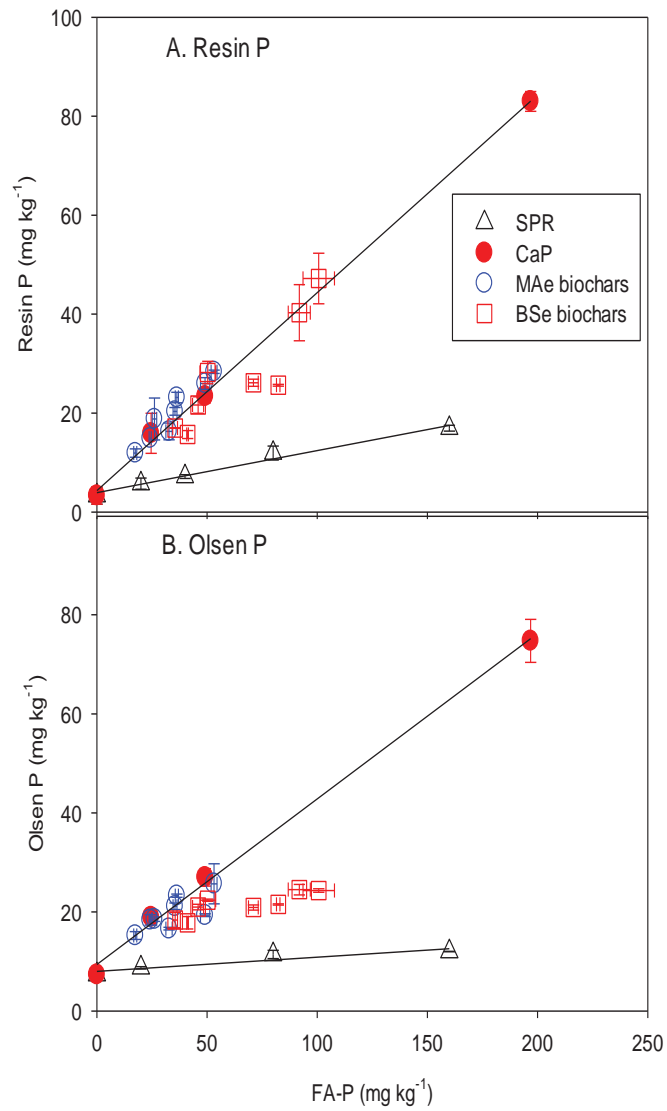 A. Resin P
100
80
60
40
20
0
Resin P (mg kg-1)
SPR
CaP
MAe biochars
BSe biochars
B. Olsen P
80
60
40
20
0
Olsen P (mg kg-1)
0 50 100 150 200 250
FA-P (mg kg-1)